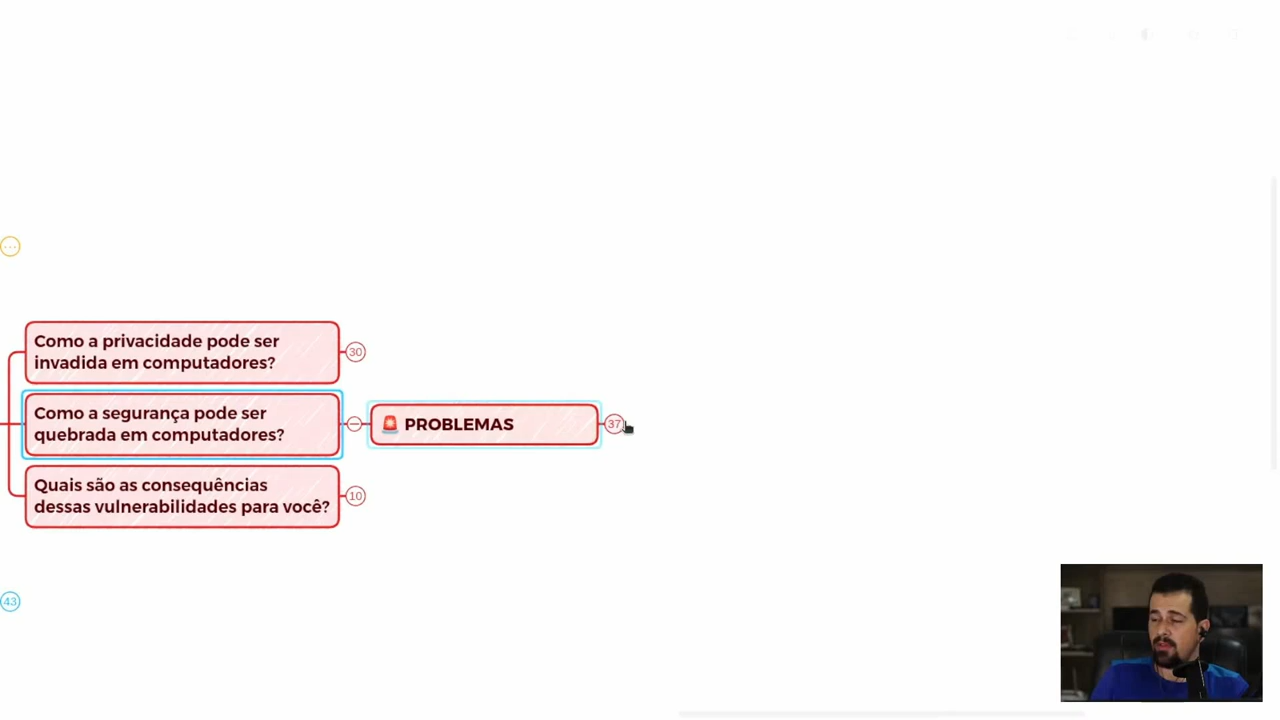 Como a privacidade pode ser
invadida em computadores?
30
Como a segurança pode ser
quebrada em computadores?
PROBLEMAS
37
Quais são as consequências
dessas vulnerabilidades para você?
10
43